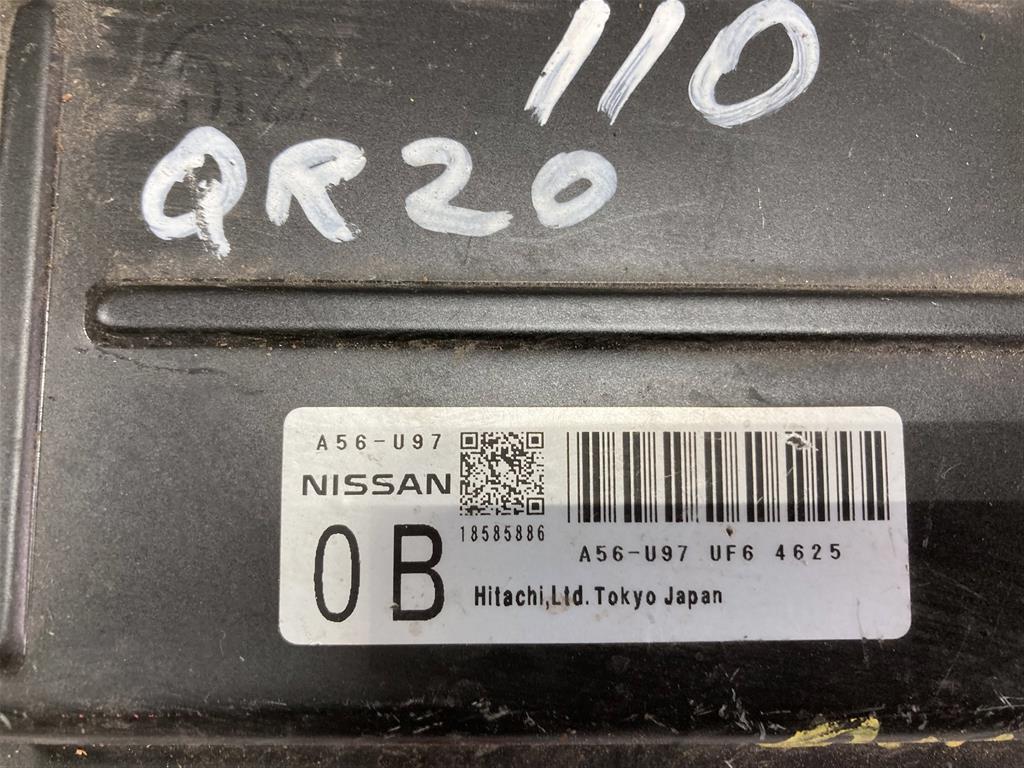 110
QR20
A56-U97
NISSAN
18585886
0B
A56-U97 UF6 4625
Hitachi,Ltd.Tokyo Japan